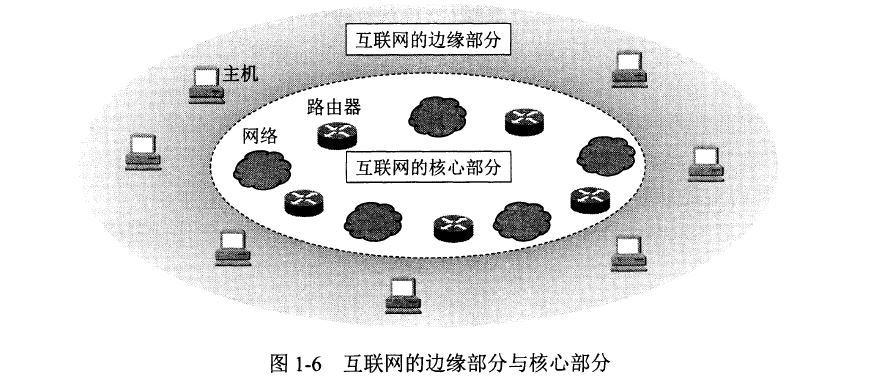 互联网的边缘部分
主机
路由器
网络
互联网的核心部分
图 1-6 互联网的边缘部分与核心部分